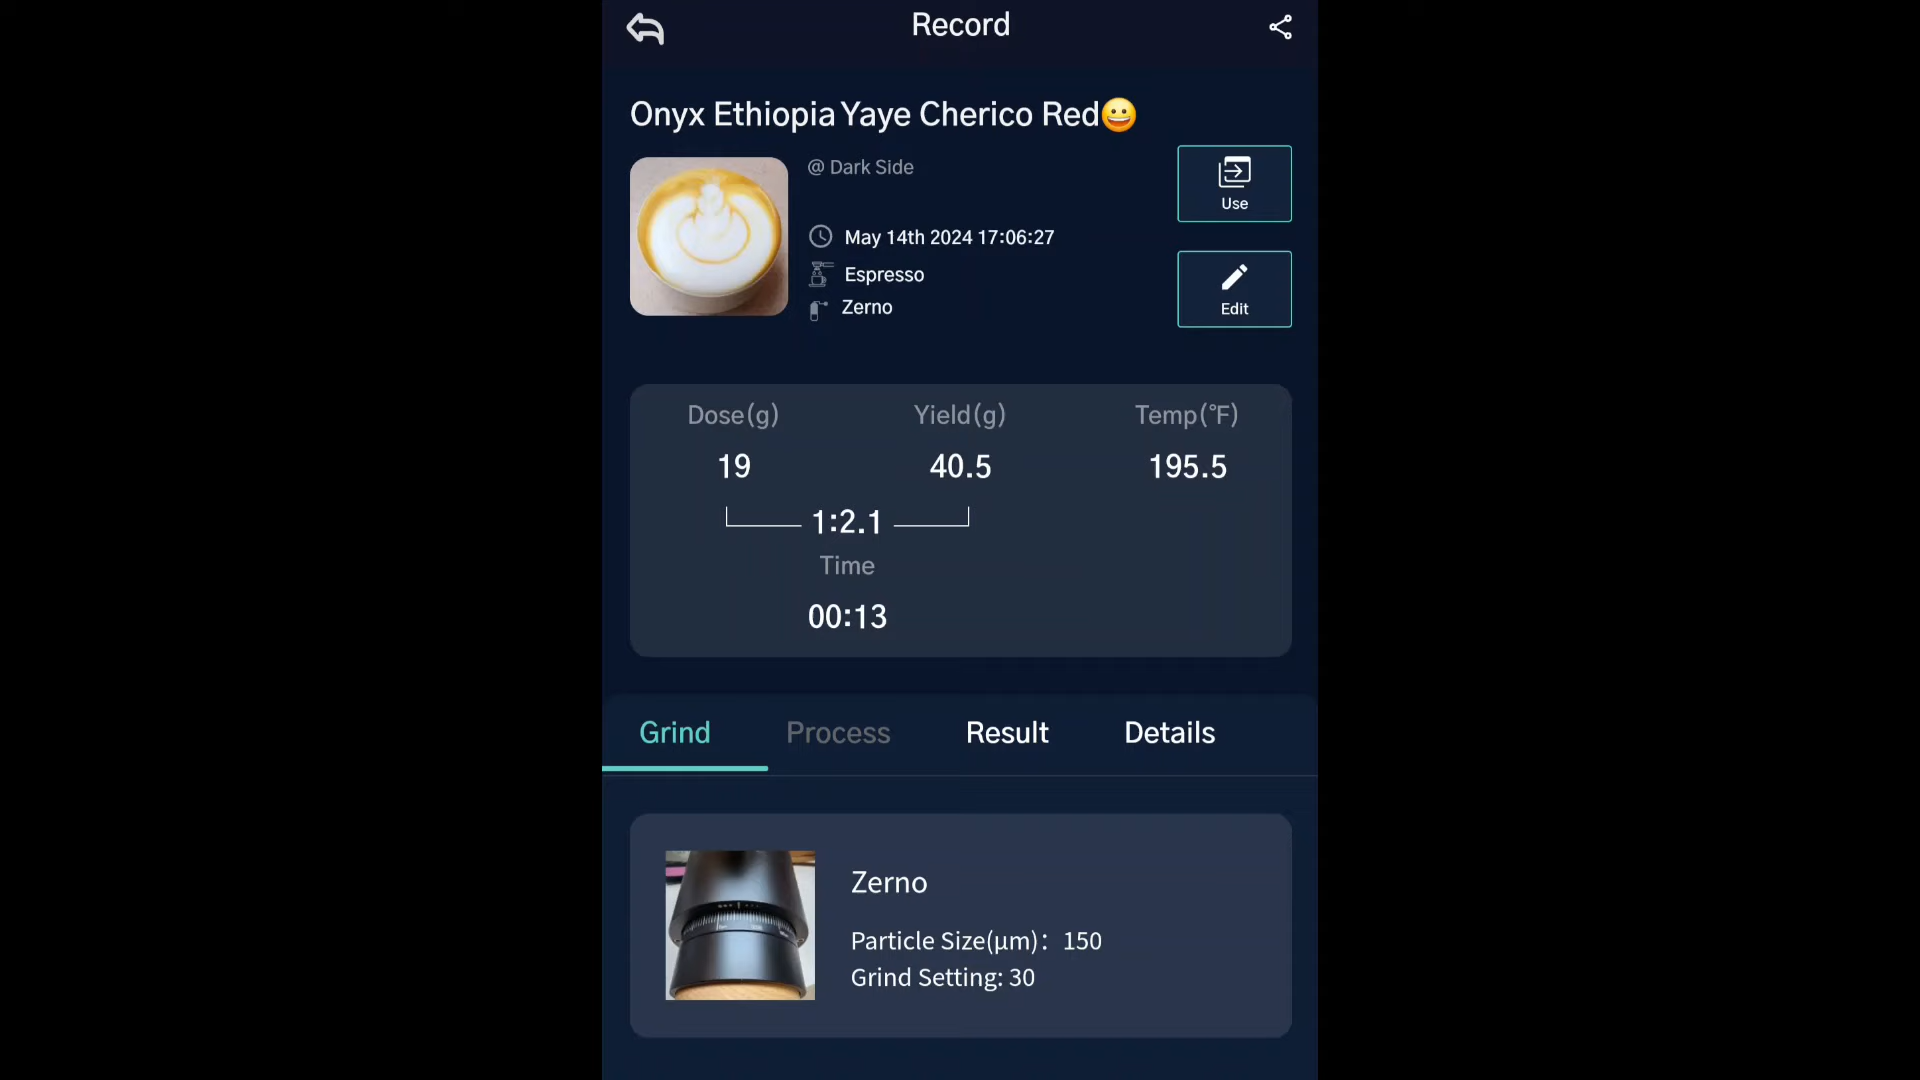 Record
Onyx Ethiopia Yaye Cherico Red😀
@ Dark Side
Use
May 14th 2024 17:06:27
Espresso
Zerno
Edit
Dose(g) Yield(g) Temp(°F)
19 40.5 195.5
1:2.1
Time
00:13
Grind Process Result Details
Zerno
Particle Size(μm): 150
Grind Setting: 30